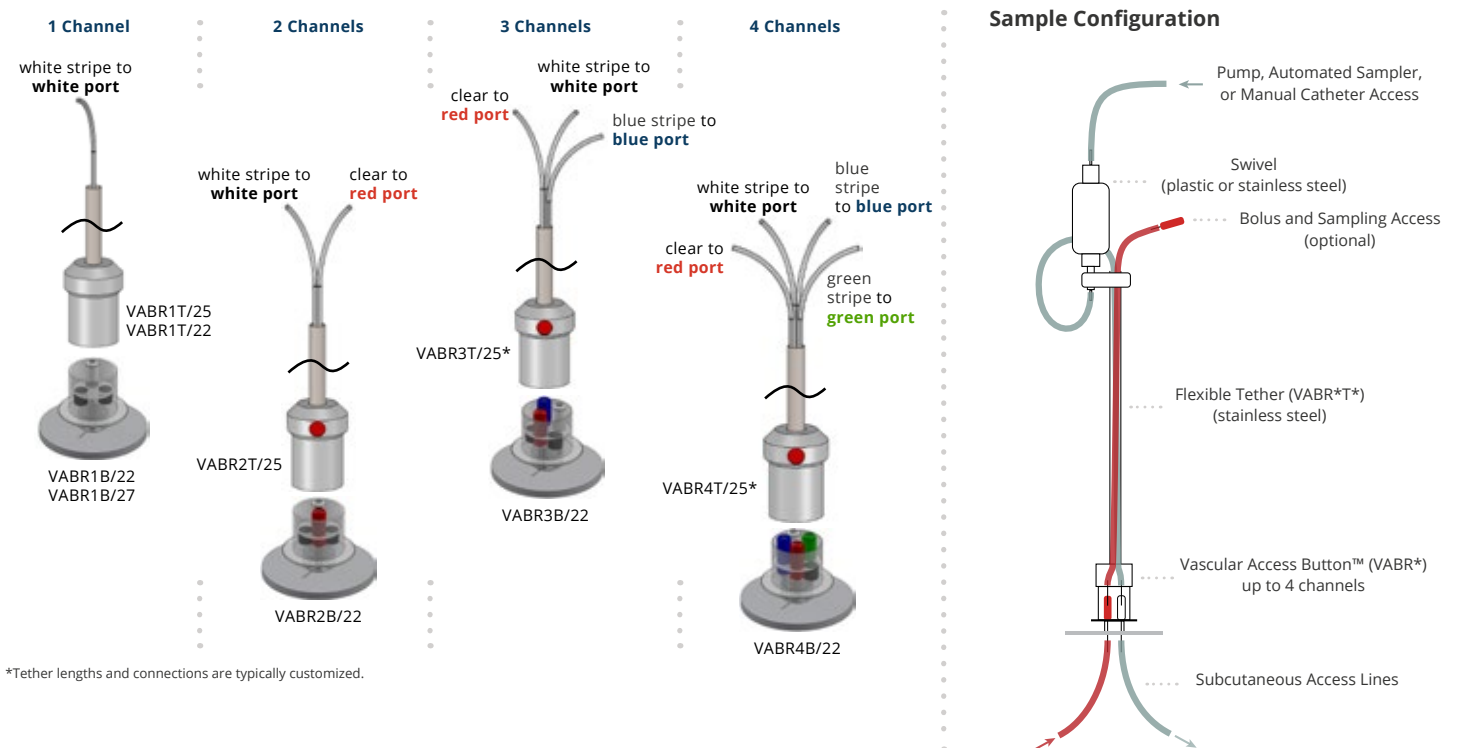 1 Channel
white stripe to
white port
VABR1T/25
VABR1T/22
VABR1B/22
VABR1B/27
2 Channels
white stripe to
white port
clear to
red port
VABR2T/25
VABR2B/22
3 Channels
white stripe to
white port
clear to
red port
blue stripe to
blue port
VABR3T/25*
VABR3B/22
4 Channels
white stripe to
white port
blue
stripe
to blue port
clear to
red port
green
stripe to
green port
VABR4T/25*
VABR4B/22
*Tether lengths and connections are typically customized.
Sample Configuration
Pump, Automated Sampler,
or Manual Catheter Access
Swivel
(plastic or stainless steel)
Bolus and Sampling Access
(optional)
Flexible Tether (VABR*T*)
(stainless steel)
Vascular Access Button™ (VABR*)
up to 4 channels
Subcutaneous Access Lines